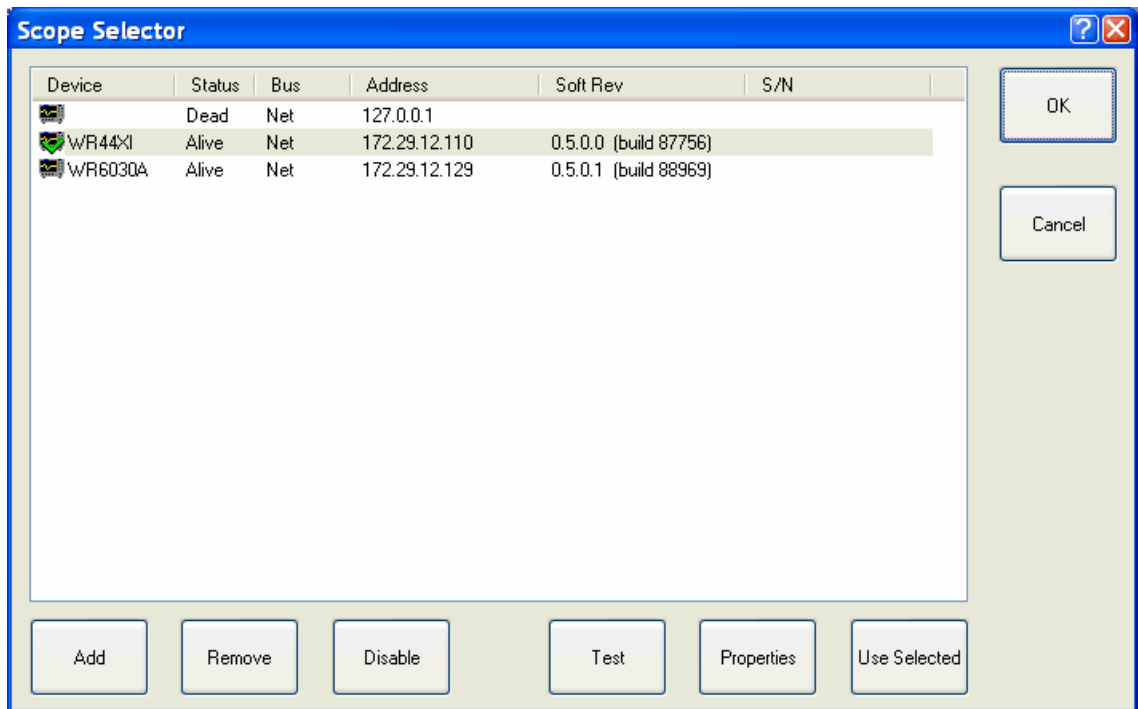 Scope Selector
Device Status Bus Address Soft Rev S/N
Dead Net 127.0.0.1
WR44XI Alive Net 172.29.12.110 0.5.0.0 (build 87756)
WR6030A Alive Net 172.29.12.129 0.5.0.1 (build 88969)
OK
Cancel
Add Remove Disable Test Properties Use Selected